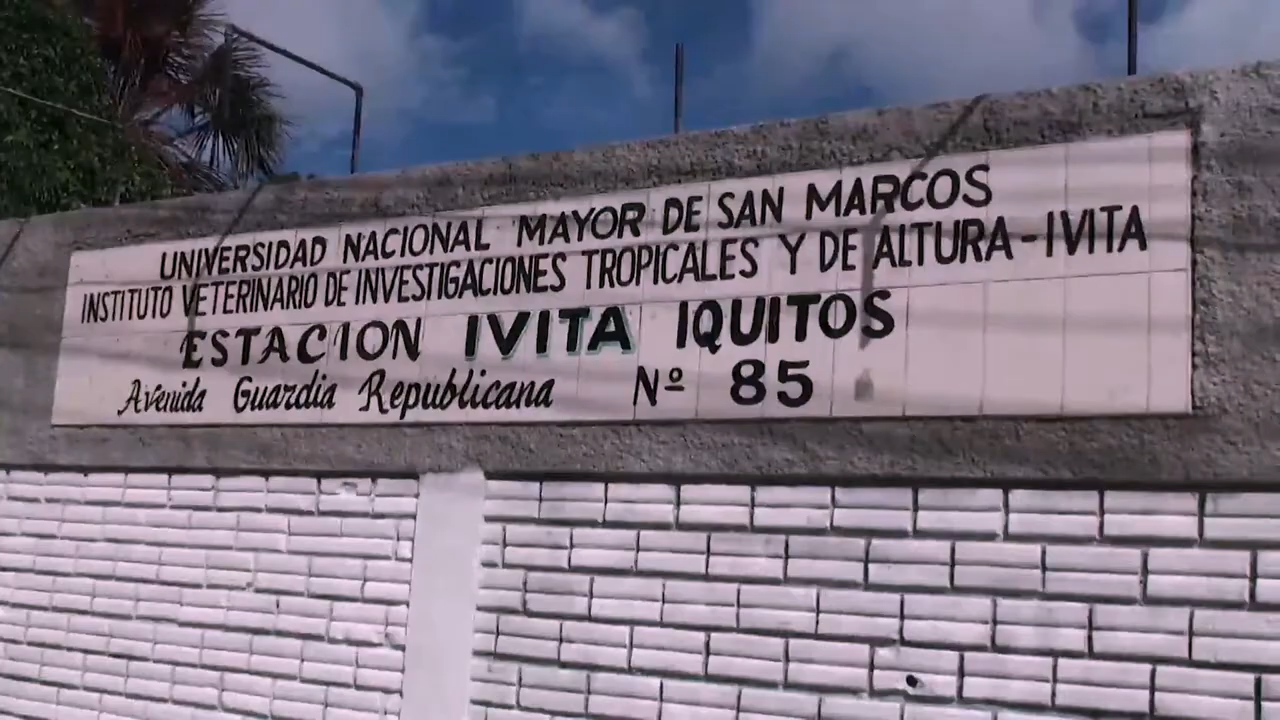 UNIVERSIDAD NACIONAL MAYOR DE SAN MARCOS
INSTITUTO VETERINARIO DE INVESTIGACIONES TROPICALES Y DE ALTURA-IVITA
ESTACION IVITA IQUITOS
Avenida Guardia Republicana Nº 85